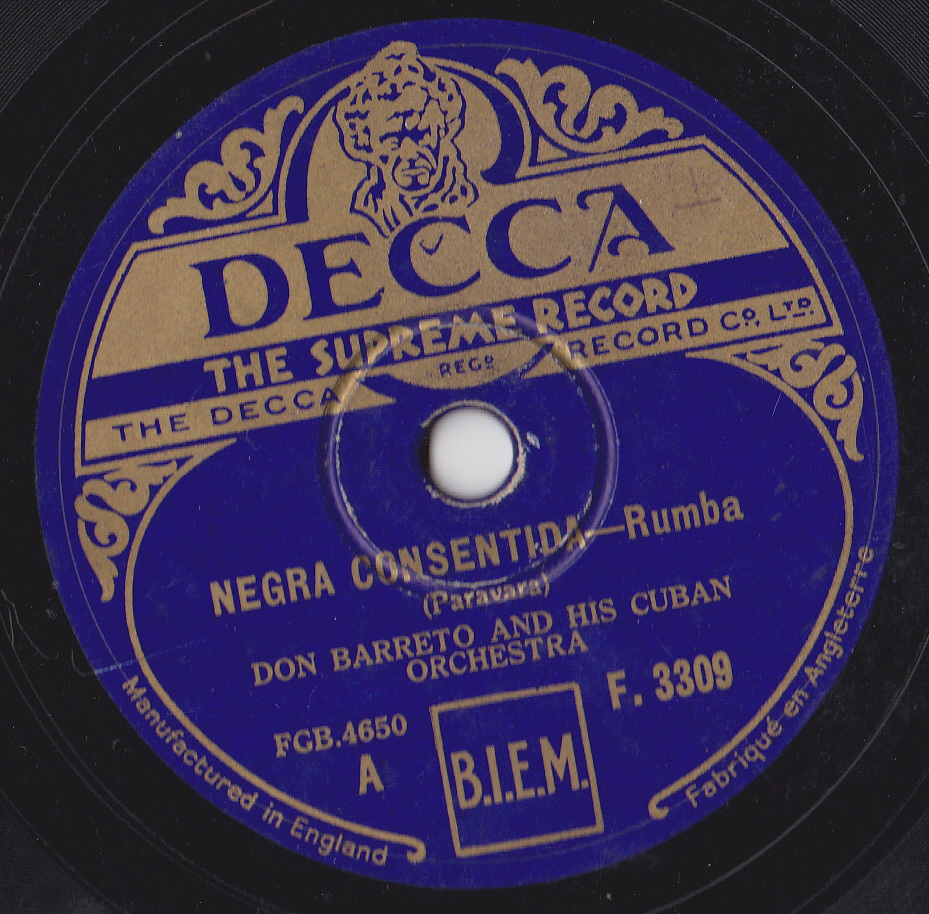 DECCA
THE SUPREME RECORD
THE DECCA REGD RECORD CO. LTD
NEGRA CONSENTIDA—Rumba
(Paravara)
DON BARRETO AND HIS CUBAN
ORCHESTRA
F. 3309
FGB.4650
A
B.I.E.M.
Manufactured in England
Fabriqué en Angleterre